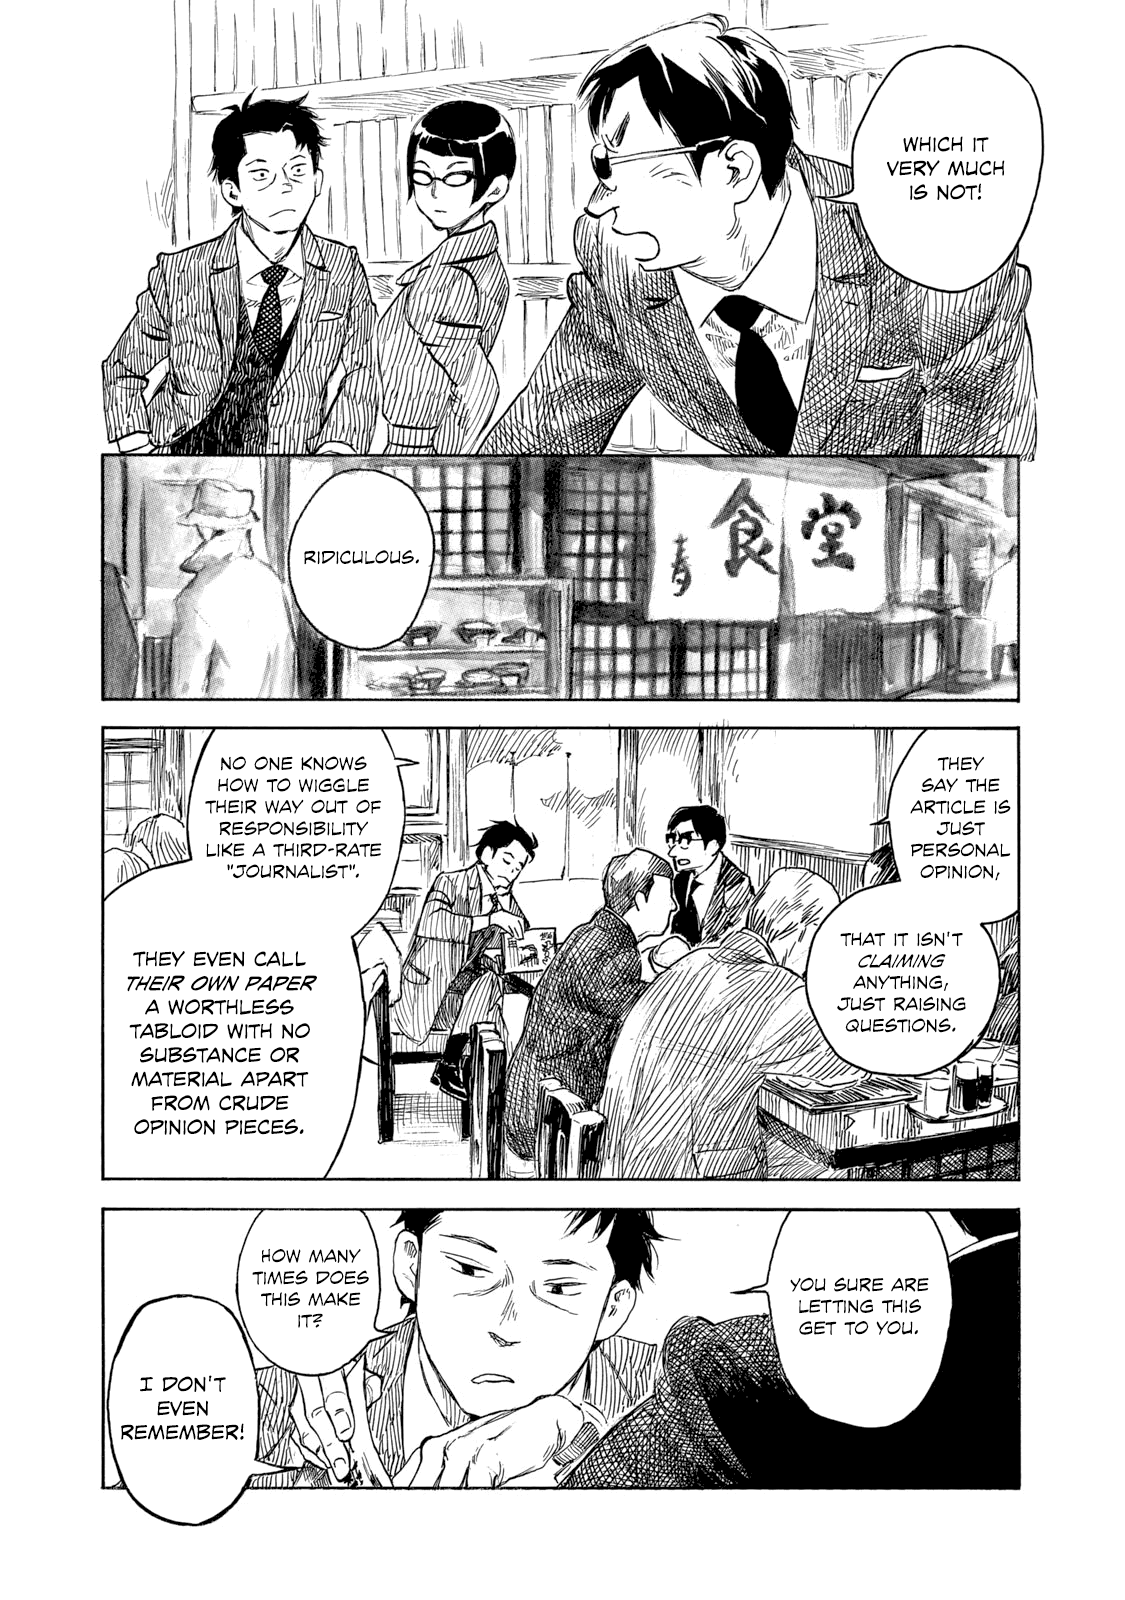 WHICH IT
VERY MUCH
IS NOT!
食堂
RIDICULOUS.
THEY
SAY THE
ARTICLE IS
JUST
PERSONAL
OPINION,
THAT IT ISN'T
CLAIMING
ANYTHING,
JUST RAISING
QUESTIONS.
NO ONE KNOWS
HOW TO WIGGLE
THEIR WAY OUT OF
RESPONSIBILITY
LIKE A THIRD-RATE
"JOURNALIST".
THEY EVEN CALL
THEIR OWN PAPER
A WORTHLESS
TABLOID WITH NO
SUBSTANCE OR
MATERIAL APART
FROM CRUDE
OPINION PIECES.
YOU SURE ARE
LETTING THIS
GET TO YOU.
HOW MANY
TIMES DOES
THIS MAKE
IT?
I DON'T
EVEN
REMEMBER!